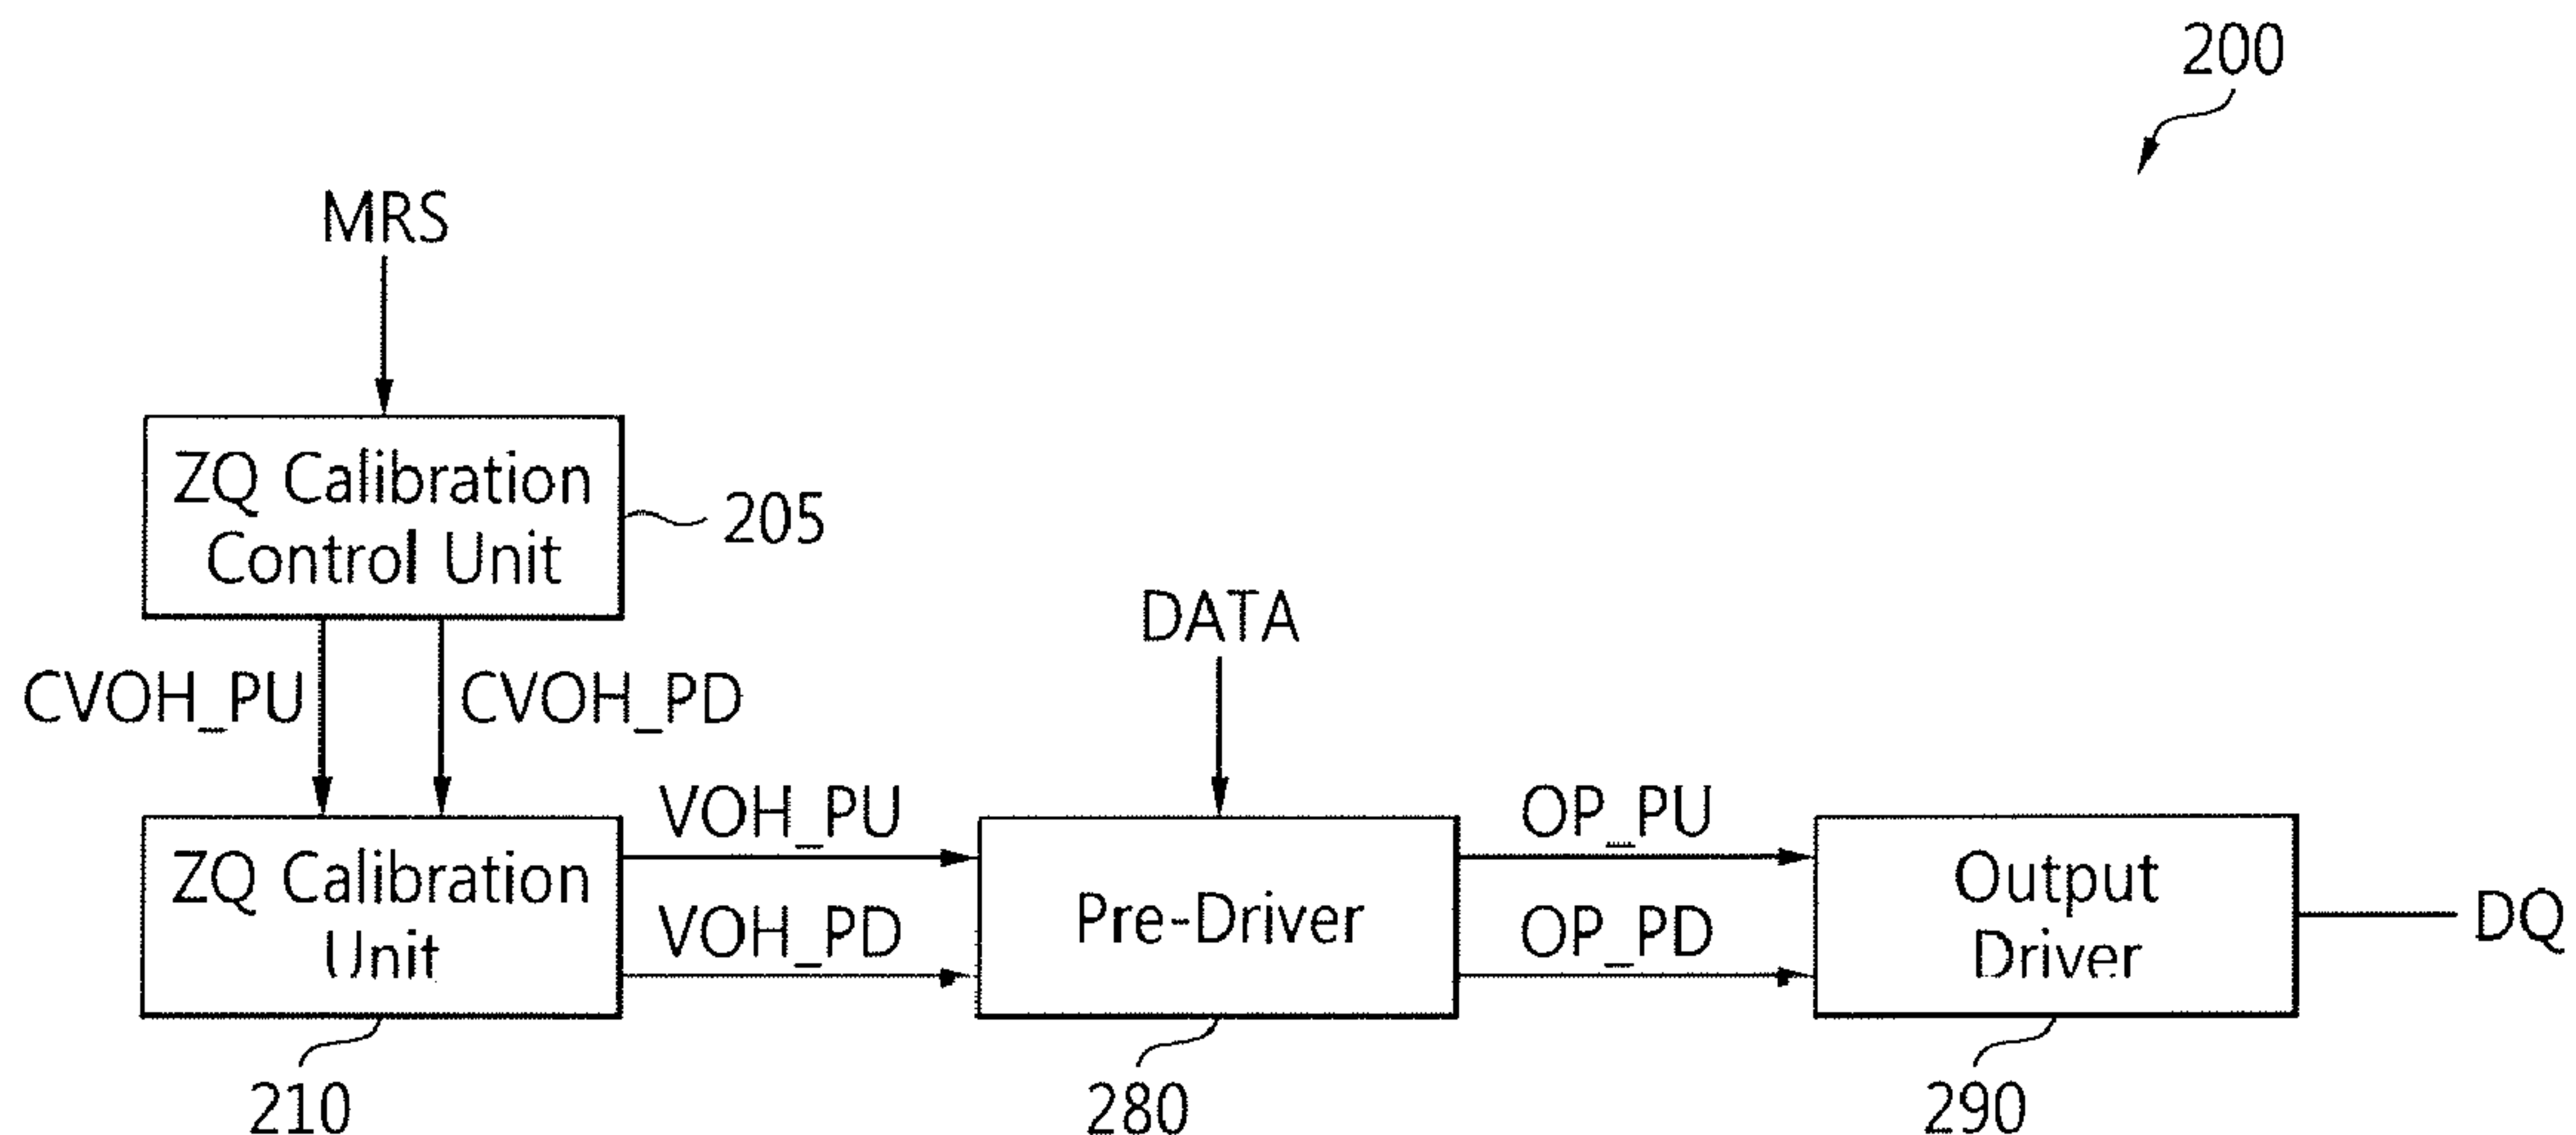 200
MRS
ZQ Calibration
Control Unit
205
CVOH_PU
CVOH_PD
DATA
ZQ Calibration
Unit
210
VOH_PU
VOH_PD
Pre-Driver
280
OP_PU
OP_PD
Output
Driver
290
DQ